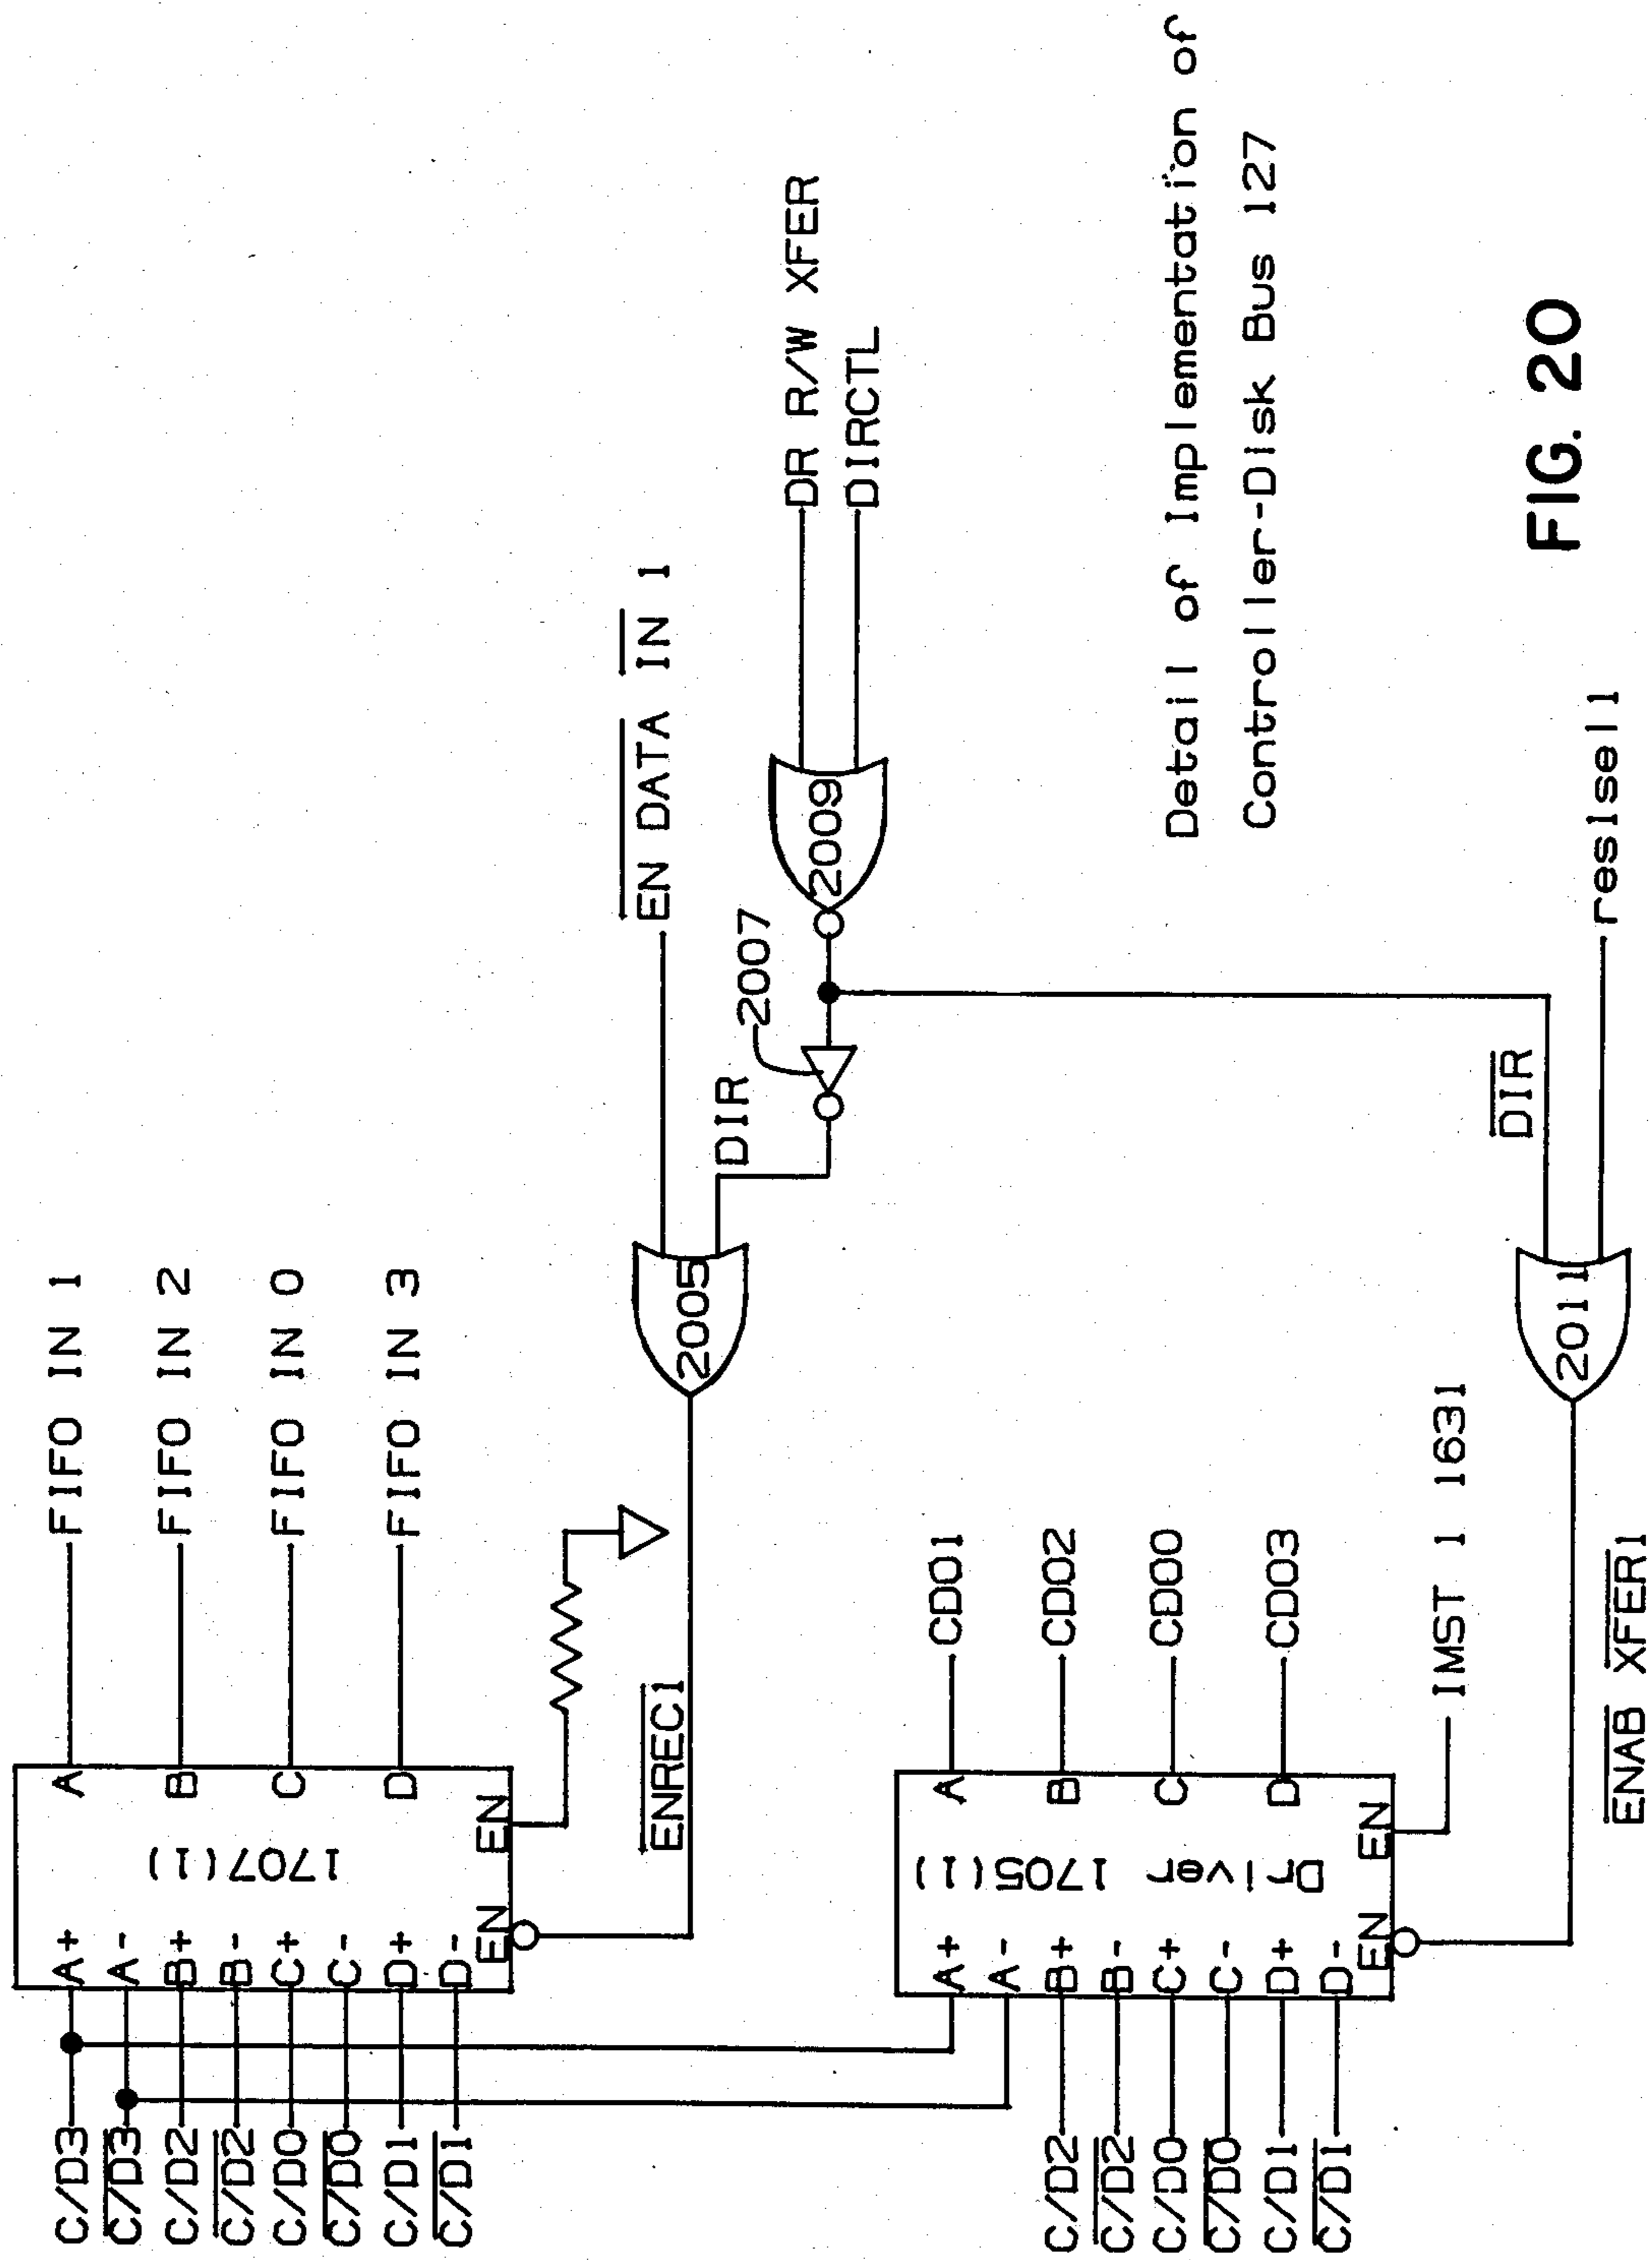 C/D3
C/D3
C/D2
C/D2
C/D0
C/D0
C/D1
C/D1
A+
A-
B+
B-
C+
C-
D+
D-
EN
EN
A
B
C
D
1707(1)
FIFO IN 1
FIFO IN 2
FIFO IN 0
FIFO IN 3
ENREC1
2005
EN DATA IN 1
DIR
2007
2009
DR R/W XFER
DIRCTL
C/D2
C/D2
C/D0
C/D0
C/D1
C/D1
A+
A-
B+
B-
C+
C-
D+
D-
EN
EN
A
B
C
D
Driver 1705(1)
CD01
CD02
CD00
CD03
IMST 1 1631
ENAB XFER1
2011
DIR
reslsel1
Detail of Implementation of
Controller-Disk Bus 127
FIG. 20